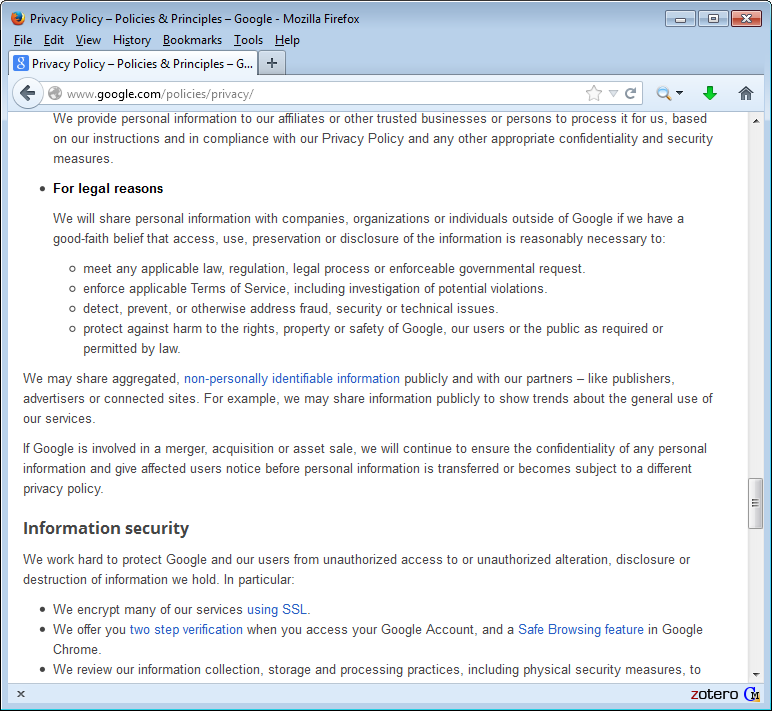 Privacy Policy – Policies & Principles – Google - Mozilla Firefox
File Edit View History Bookmarks Tools Help
8 Privacy Policy – Policies & Principles – G... +
www.google.com/policies/privacy/
We provide personal information to our affiliates or other trusted businesses or persons to process it for us, based
on our instructions and in compliance with our Privacy Policy and any other appropriate confidentiality and security
measures.
• For legal reasons
We will share personal information with companies, organizations or individuals outside of Google if we have a
good-faith belief that access, use, preservation or disclosure of the information is reasonably necessary to:
○ meet any applicable law, regulation, legal process or enforceable governmental request.
○ enforce applicable Terms of Service, including investigation of potential violations.
○ detect, prevent, or otherwise address fraud, security or technical issues.
○ protect against harm to the rights, property or safety of Google, our users or the public as required or
permitted by law.
We may share aggregated, non-personally identifiable information publicly and with our partners – like publishers,
advertisers or connected sites. For example, we may share information publicly to show trends about the general use of
our services.
If Google is involved in a merger, acquisition or asset sale, we will continue to ensure the confidentiality of any personal
information and give affected users notice before personal information is transferred or becomes subject to a different
privacy policy.
Information security
We work hard to protect Google and our users from unauthorized access to or unauthorized alteration, disclosure or
destruction of information we hold. In particular:
• We encrypt many of our services using SSL.
• We offer you two step verification when you access your Google Account, and a Safe Browsing feature in Google
Chrome.
• We review our information collection, storage and processing practices, including physical security measures, to
x zotero GM